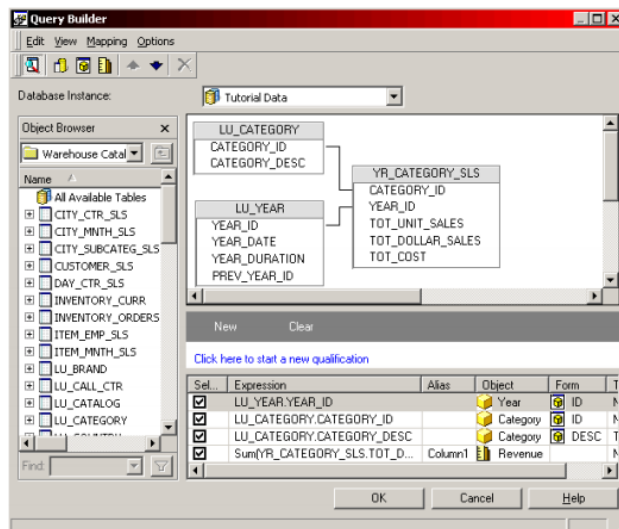 Query Builder
Edit View Mapping Options
Database Instance:
Tutorial Data
Object Browser
Warehouse Catal
Name
All Available Tables
CITY_CTR_SLS
CITY_MNTH_SLS
CITY_SUBCATEG_SLS
CUSTOMER_SLS
DAY_CTR_SLS
INVENTORY_CURR
INVENTORY_ORDERS
ITEM_EMP_SLS
ITEM_MNTH_SLS
LU_BRAND
LU_CALL_CTR
LU_CATALOG
LU_CATEGORY
Find:
LU_CATEGORY
CATEGORY_ID
CATEGORY_DESC
LU_YEAR
YEAR_ID
YEAR_DATE
YEAR_DURATION
PREV_YEAR_ID
YR_CATEGORY_SLS
CATEGORY_ID
YEAR_ID
TOT_UNIT_SALES
TOT_DOLLAR_SALES
TOT_COST
New Clear
Click here to start a new qualification
Sel... Expression Alias Object Form T
LU_YEAR.YEAR_ID Year ID N
LU_CATEGORY.CATEGORY_ID Category ID N
LU_CATEGORY.CATEGORY_DESC Category DESC T
Sum(YR_CATEGORY_SLS.TOT_D... Column1 Revenue N
OK Cancel Help